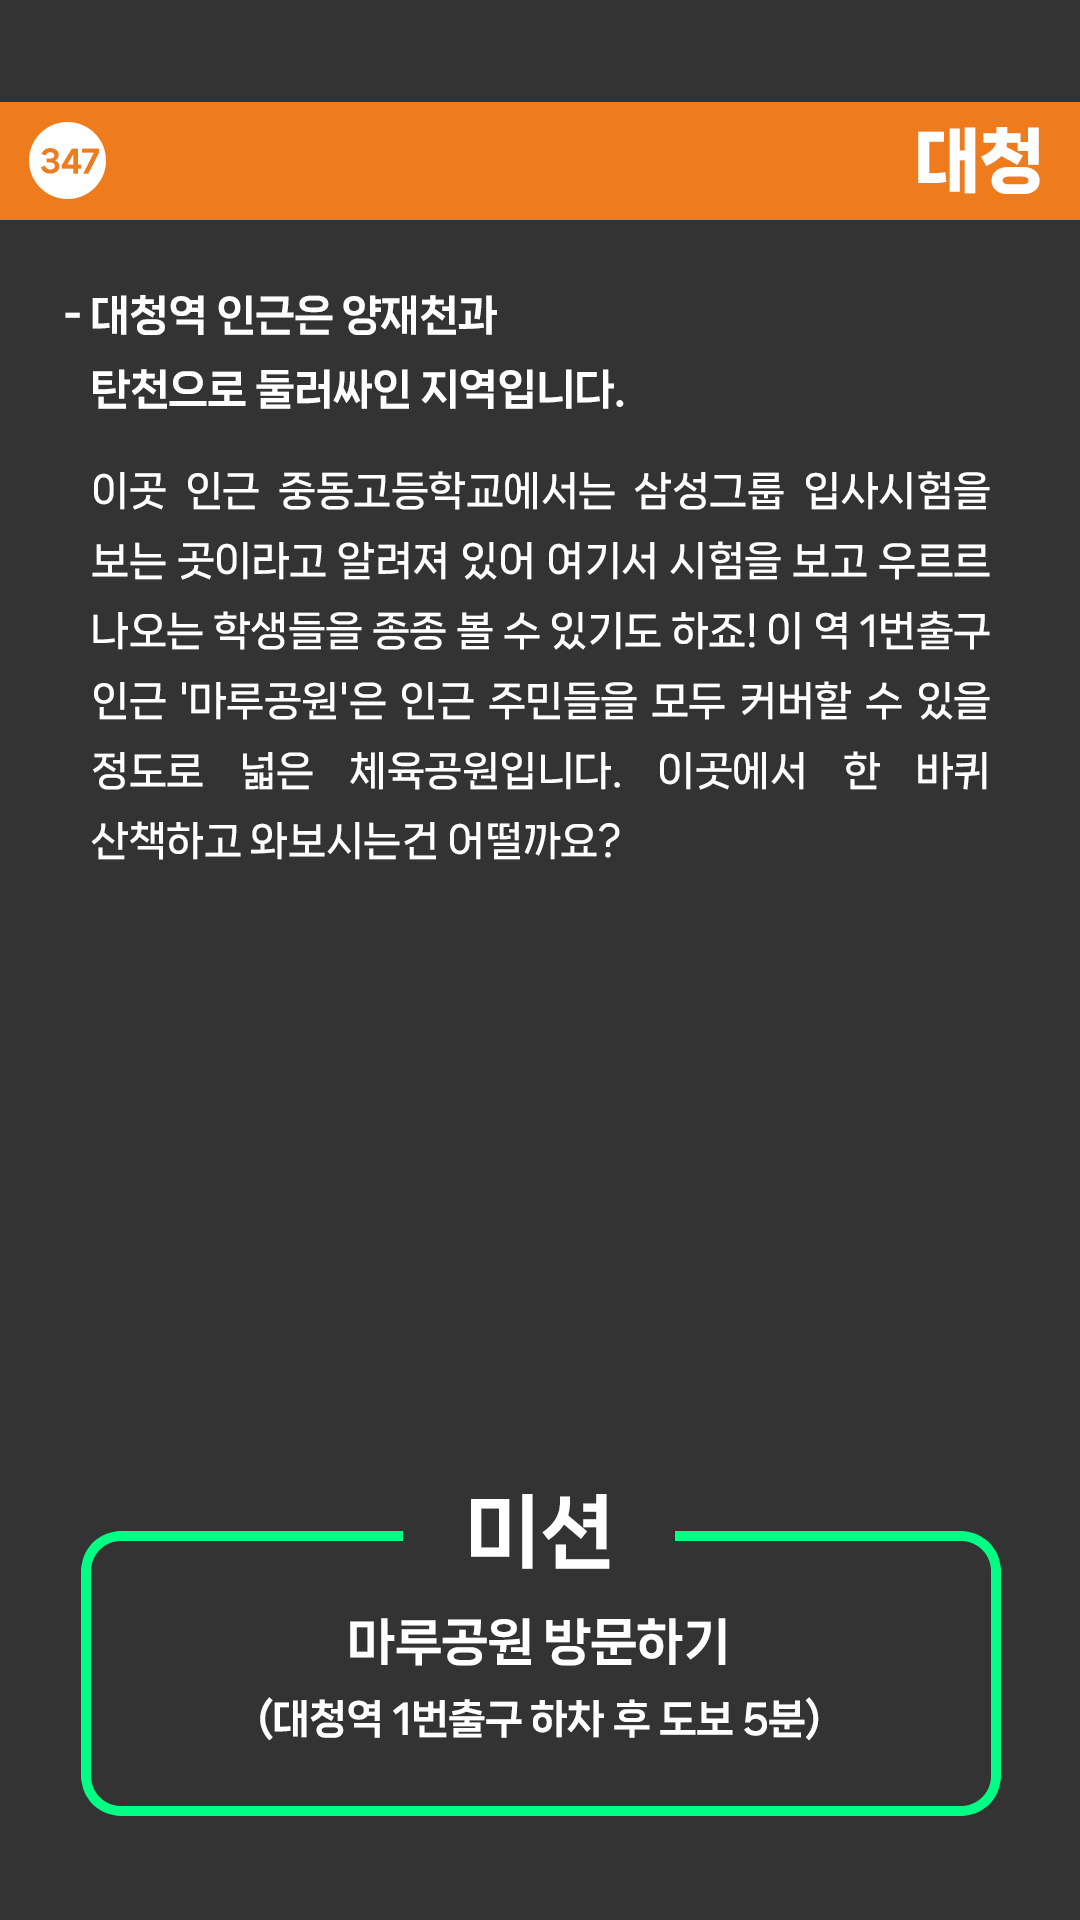 347
대청
- 대청역 인근은 양재천과
탄천으로 둘러싸인 지역입니다.
이곳 인근 중동고등학교에서는 삼성그룹 입사시험을
보는 곳이라고 알려져 있어 여기서 시험을 보고 우르르
나오는 학생들을 종종 볼 수 있기도 하죠! 이 역 1번출구
인근 '마루공원'은 인근 주민들을 모두 커버할 수 있을
정도로 넓은 체육공원입니다. 이곳에서 한 바퀴
산책하고 와보시는건 어떨까요?
미션
마루공원 방문하기
(대청역 1번출구 하차 후 도보 5분)